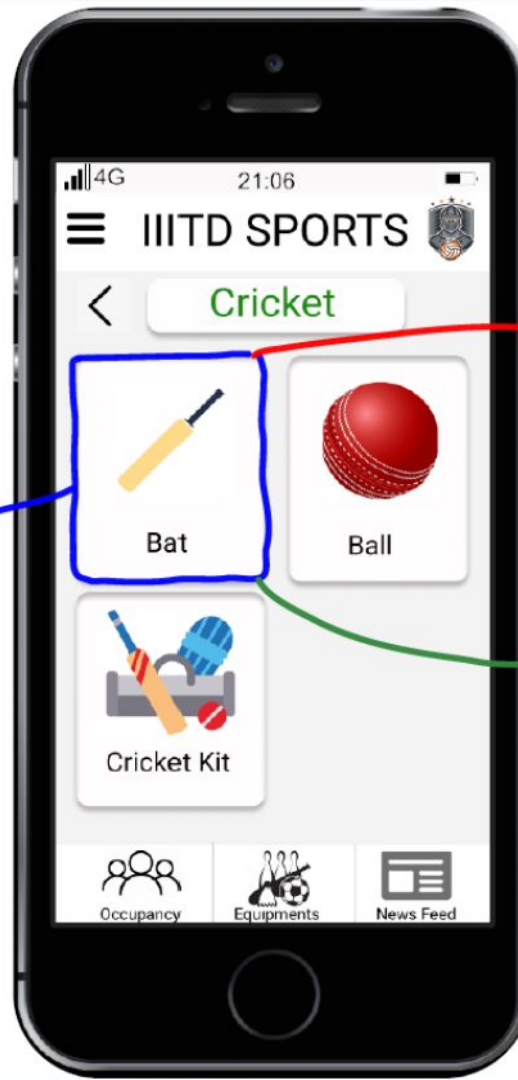 4G 21:06
IIITD SPORTS
Cricket
Bat Ball
Cricket Kit
Occupancy Equipments News Feed